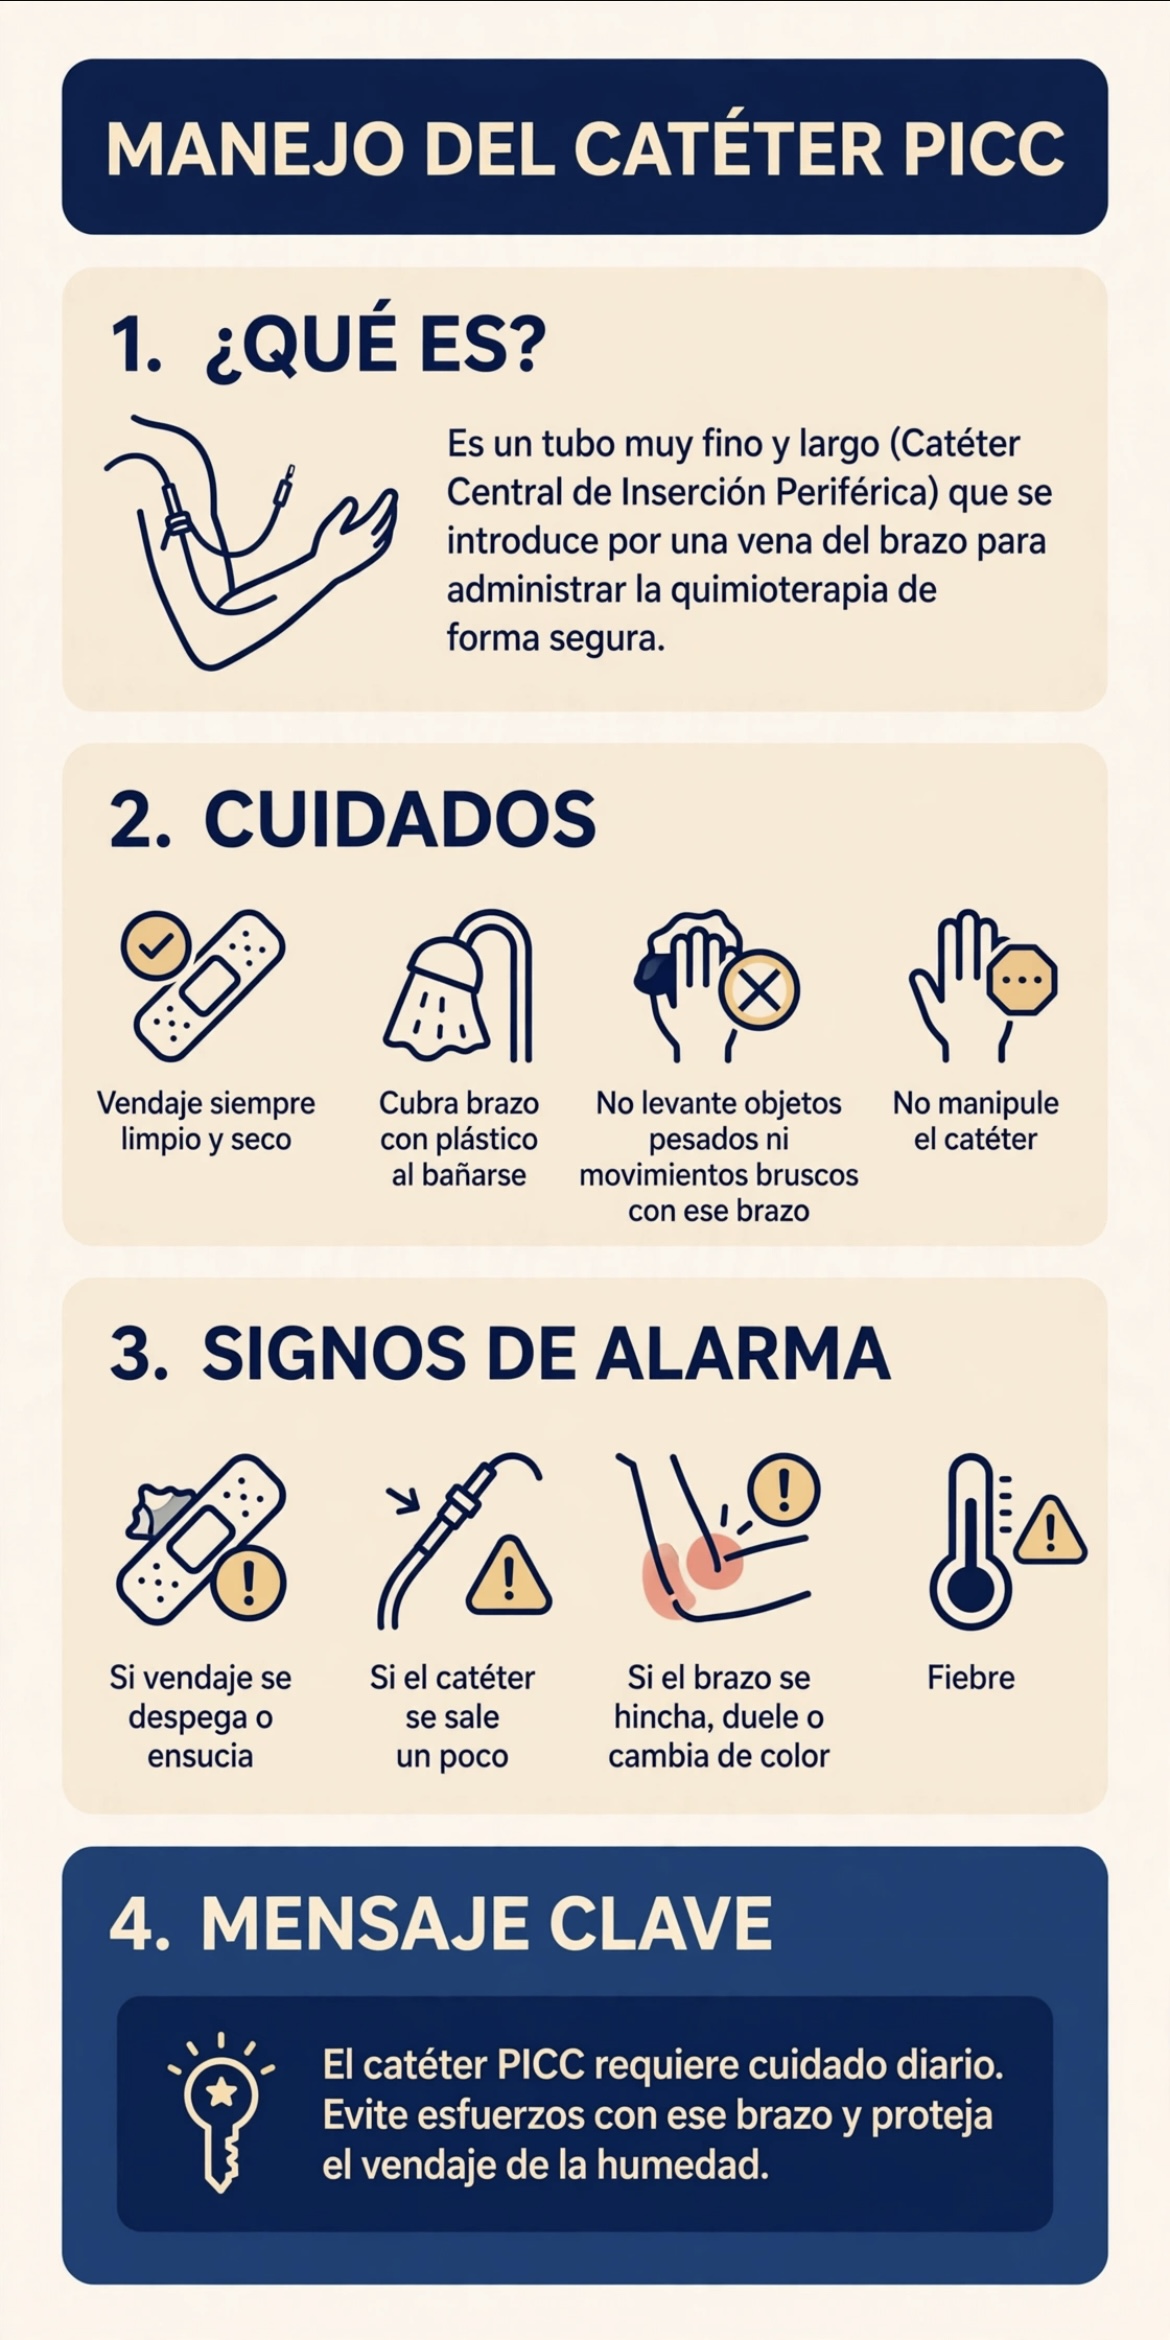 MANEJO DEL CATÉTER PICC
1. ¿QUÉ ES?
Es un tubo muy fino y largo (Catéter
Central de Inserción Periférica) que se
introduce por una vena del brazo para
administrar la quimioterapia de
forma segura.
2. CUIDADOS
Vendaje siempre
limpio y seco
Cubra brazo
con plástico
al bañarse
No levante objetos
pesados ni
movimientos bruscos
con ese brazo
No manipule
el catéter
3. SIGNOS DE ALARMA
Si vendaje se
despega o
ensucia
Si el catéter
se sale
un poco
Si el brazo se
hincha, duele o
cambia de color
Fiebre
4. MENSAJE CLAVE
El catéter PICC requiere cuidado diario.
Evite esfuerzos con ese brazo y proteja
el vendaje de la humedad.